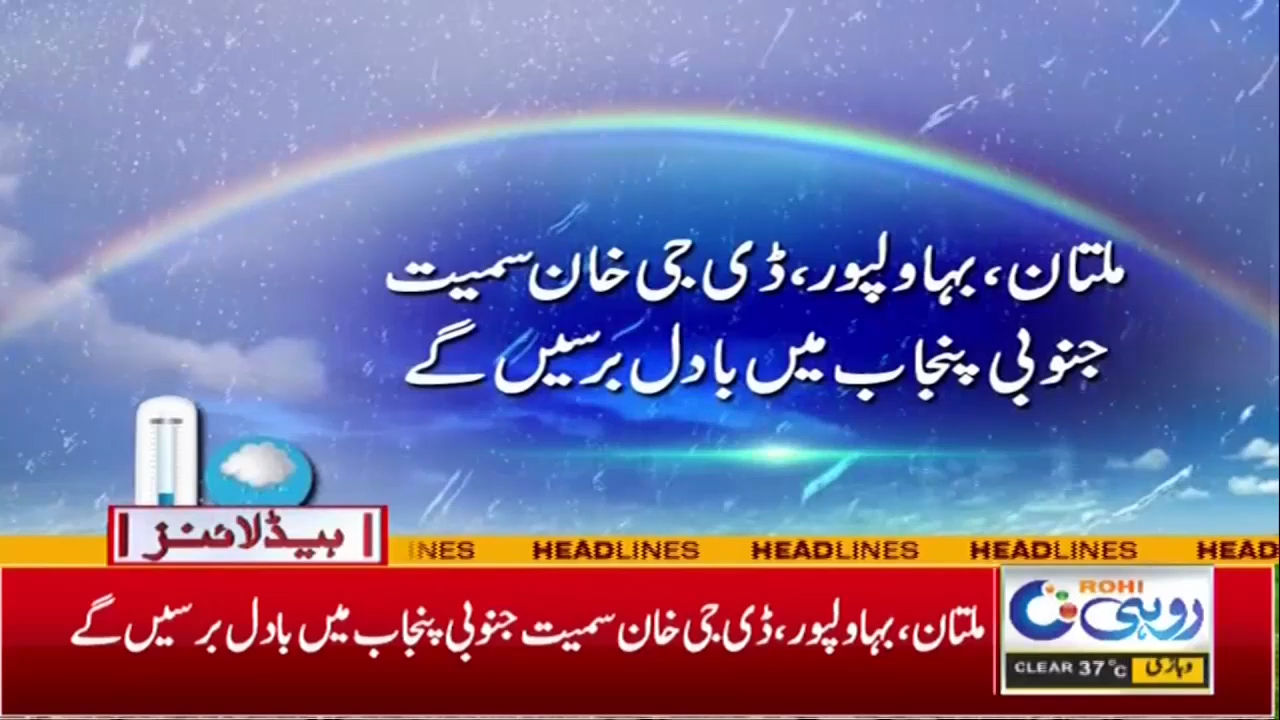 ملتان، بہاولپور، ڈی جی خان سمیت
جنوبی پنجاب میں بادل برسیں گے
ہیڈلائنز
INES HEADLINES HEADLINES HEADLINES HEAD
ملتان، بہاولپور، ڈی جی خان سمیت جنوبی پنجاب میں بادل برسیں گے
ROHI
روہی
CLEAR 37°C وہاڑی